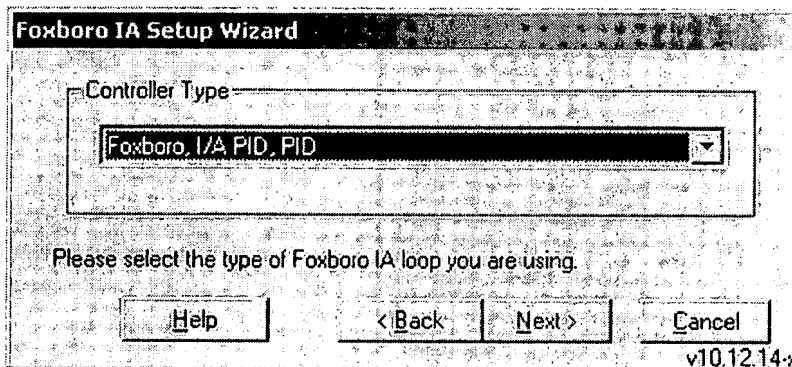 Foxboro IA Setup Wizard
Controller Type
Foxboro, I/A PID, PID
Please select the type of Foxboro IA loop you are using.
Help < Back Next > Cancel
v10.12.14-x